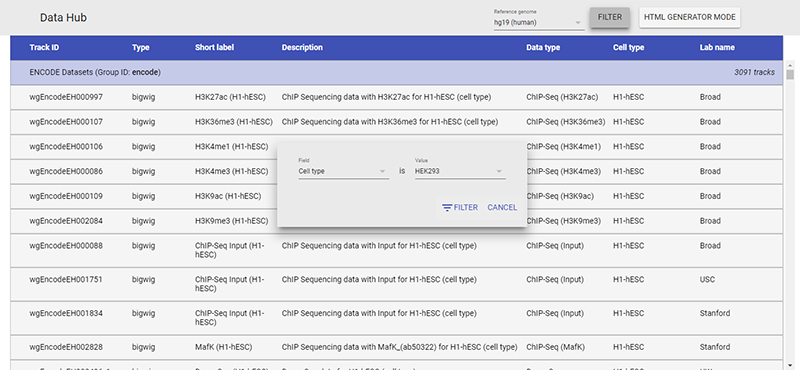 Data Hub
Reference genome
hg19 (human)
FILTER
HTML GENERATOR MODE
Track ID Type Short label Description Data type Cell type Lab name
ENCODE Datasets (Group ID: encode) 3091 tracks
wgEncodeEH000997 bigwig H3K27ac (H1-hESC) ChIP Sequencing data with H3K27ac for H1-hESC (cell type) ChIP-Seq (H3K27ac) H1-hESC Broad
wgEncodeEH000107 bigwig H3K36me3 (H1-hESC) ChIP Sequencing data with H3K36me3 for H1-hESC (cell type) ChIP-Seq (H3K36me3) H1-hESC Broad
wgEncodeEH000106 bigwig H3K4me1 (H1-hESC) ChIP-Seq (H3K4me1) H1-hESC Broad
wgEncodeEH000086 bigwig H3K4me3 (H1-hESC) ChIP-Seq (H3K4me3) H1-hESC Broad
wgEncodeEH000109 bigwig H3K9ac (H1-hESC) ChIP-Seq (H3K9ac) H1-hESC Broad
wgEncodeEH002084 bigwig H3K9me3 (H1-hESC) ChIP-Seq (H3K9me3) H1-hESC Broad
Field
Cell type
is
Value
HEK293
FILTER
CANCEL
wgEncodeEH000088 bigwig ChIP-Seq Input (H1- ChIP Sequencing data with Input for H1-hESC (cell type) ChIP-Seq (Input) H1-hESC Broad
hESC)
wgEncodeEH001751 bigwig ChIP-Seq Input (H1- ChIP Sequencing data with Input for H1-hESC (cell type) ChIP-Seq (Input) H1-hESC USC
hESC)
wgEncodeEH001834 bigwig ChIP-Seq Input (H1- ChIP Sequencing data with Input for H1-hESC (cell type) ChIP-Seq (Input) H1-hESC Stanford
hESC)
wgEncodeEH002828 bigwig MafK (H1-hESC) ChIP Sequencing data with MafK_(ab50322) for H1-hESC (cell type) ChIP-Seq (MafK) H1-hESC Stanford